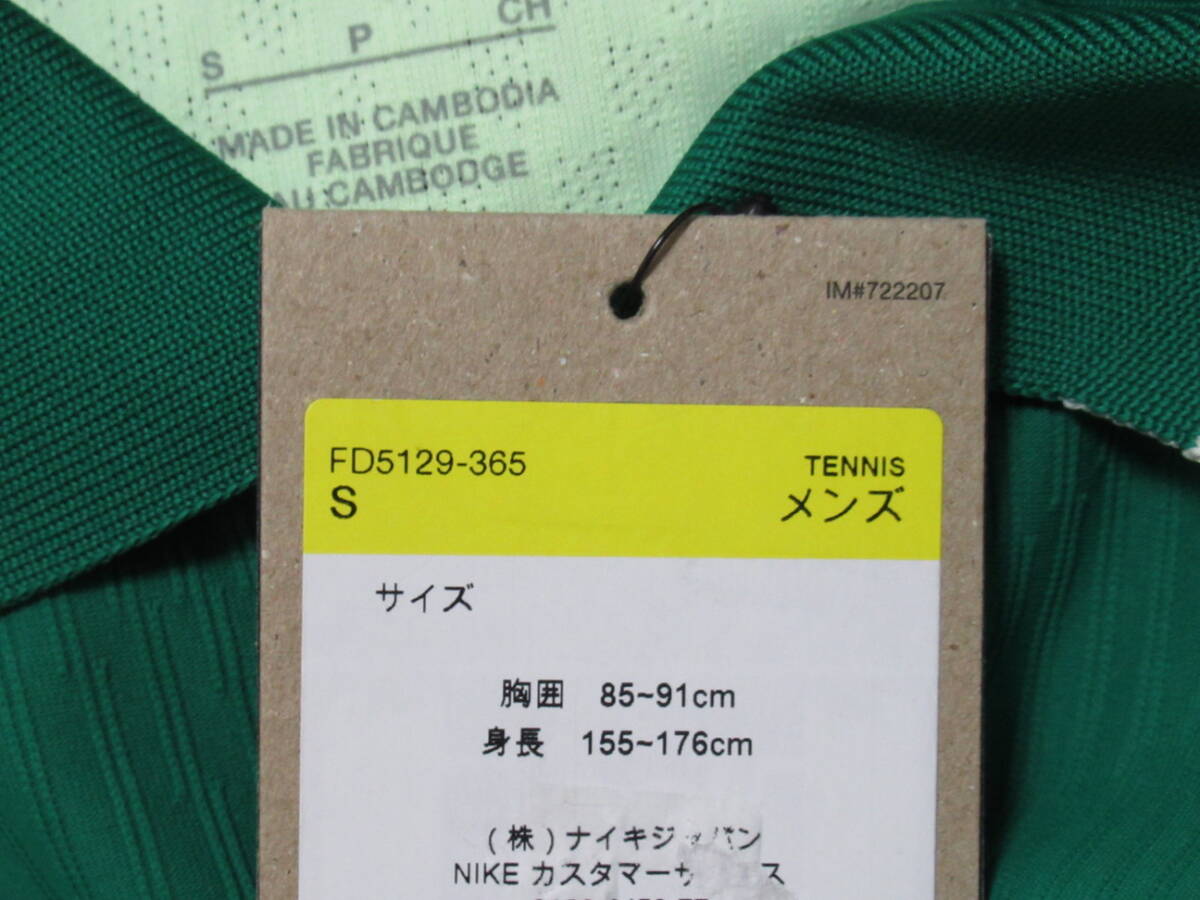 S P CH
MADE IN CAMBODIA
FABRIQUE
AU CAMBODGE
IM#722207
FD5129-365 TENNIS
S メンズ
サイズ
胸囲 85~91cm
身長 155~176cm
(株)ナイキジャパン
NIKE カスタマーサ ス